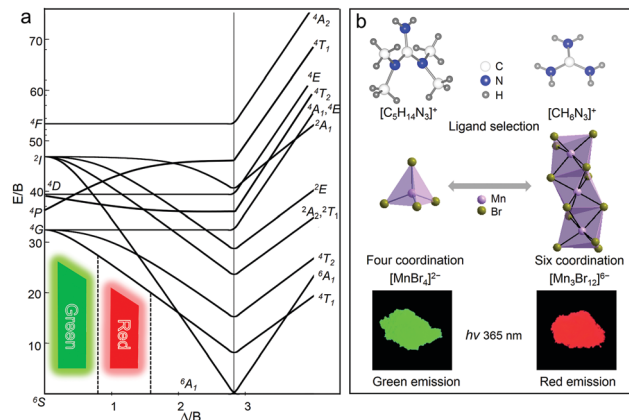 a
E/B
70
60
50
40
30
20
10
0
⁴F
²I
⁴D
⁴P
⁴G
⁶S
Green
Red
⁶A₁
1
2
3
Δ/B
⁴A₂
⁴T₁
⁴E
⁴T₂
⁴A₁,⁴E
²A₁
²E
²A₂,²T₁
⁴T₂
⁶A₁
⁴T₁
b
C
N
H
[C₅H₁₄N₃]⁺
[CH₆N₃]⁺
Ligand selection
Mn
Br
Four coordination
Six coordination
[MnBr₄]²⁻
[Mn₃Br₁₂]⁶⁻
hv 365 nm
Green emission
Red emission